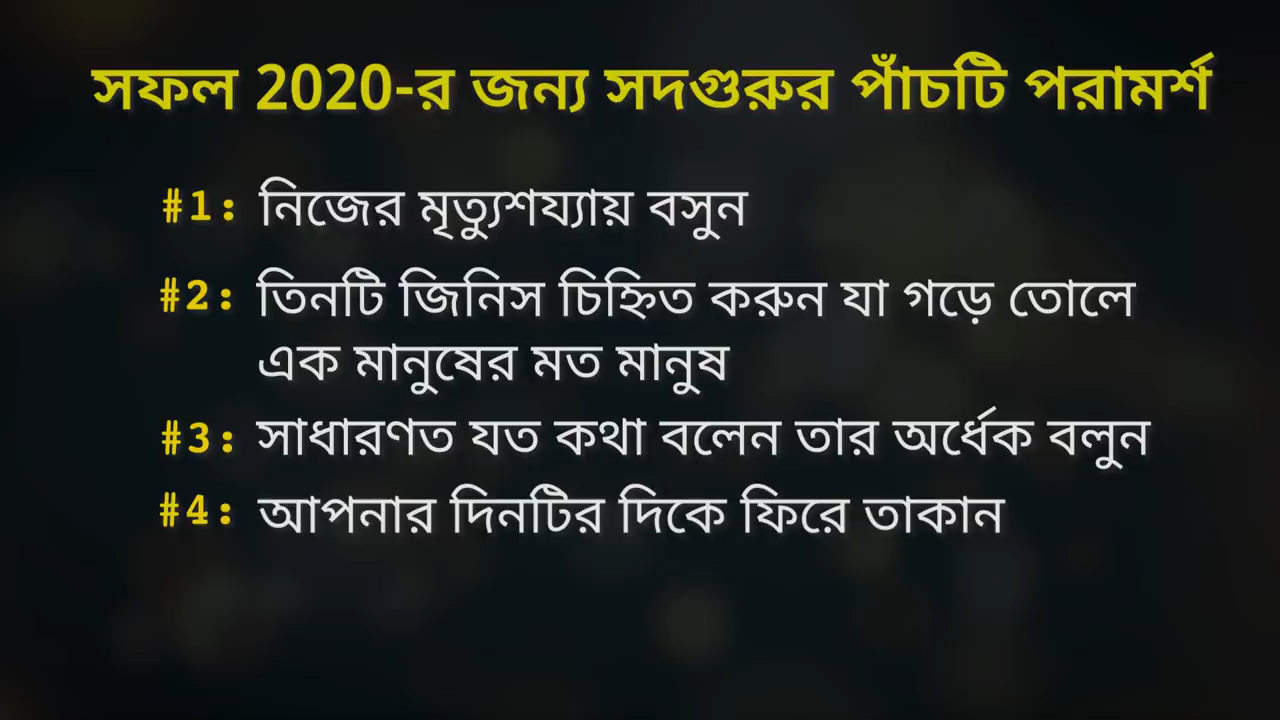 সফল 2020-র জন্য সদগুরুর পাঁচটি পরামর্শ
#1: নিজের মৃত্যুশয্যায় বসুন
#2: তিনটি জিনিস চিহ্নিত করুন যা গড়ে তোলে
এক মানুষের মত মানুষ
#3: সাধারণত যত কথা বলেন তার অর্ধেক বলুন
#4: আপনার দিনটির দিকে ফিরে তাকান